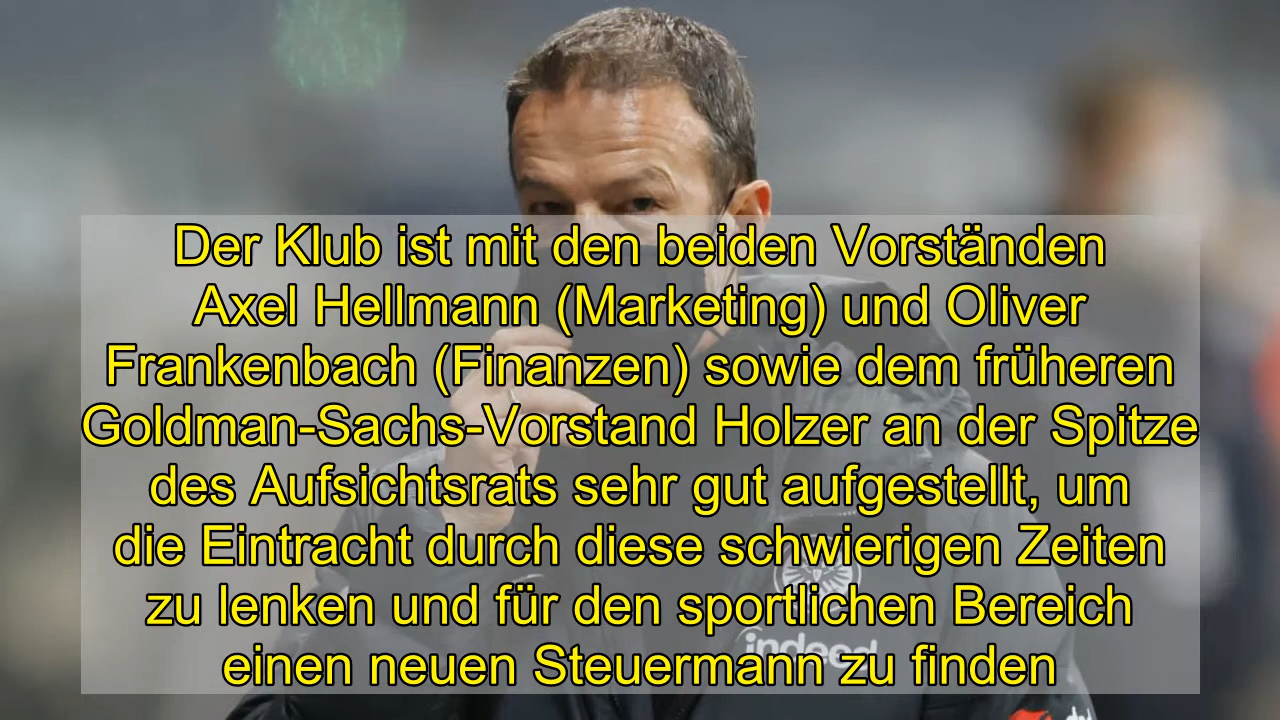 Der Klub ist mit den beiden Vorständen
Axel Hellmann (Marketing) und Oliver
Frankenbach (Finanzen) sowie dem früheren
Goldman-Sachs-Vorstand Holzer an der Spitze
des Aufsichtsrats sehr gut aufgestellt, um
die Eintracht durch diese schwierigen Zeiten
zu lenken und für den sportlichen Bereich
einen neuen Steuermann zu finden
indeed